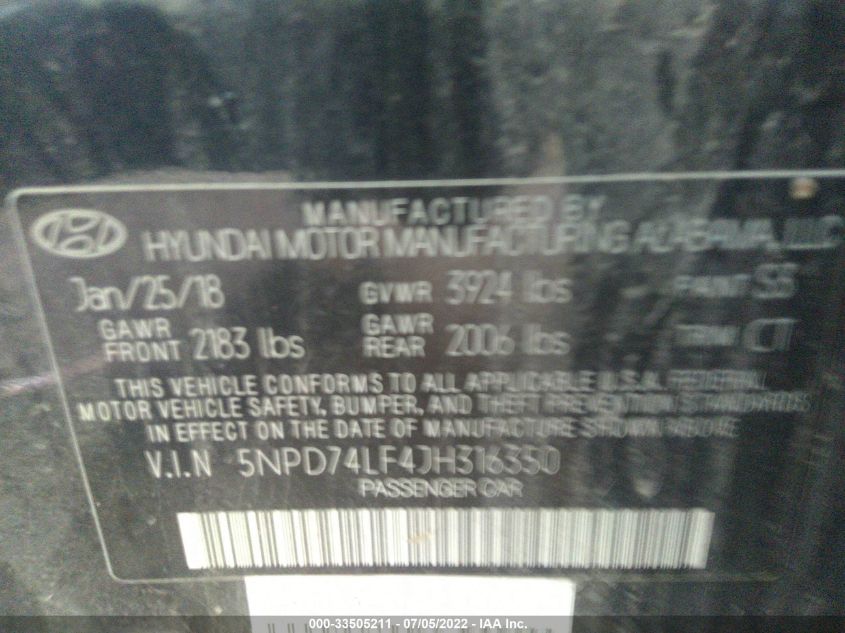 MANUFACTURED BY
HYUNDAI MOTOR MANUFACTURING ALABAMA, LLC
Jan/25/18 GVWR 3924 lbs PAINT S3
GAWR FRONT 2183 lbs GAWR REAR 2006 lbs TRIM CT
THIS VEHICLE CONFORMS TO ALL APPLICABLE U.S.A. FEDERAL
MOTOR VEHICLE SAFETY, BUMPER, AND THEFT PREVENTION STANDARDS
IN EFFECT ON THE DATE OF MANUFACTURE SHOWN ABOVE
V.I.N 5NPD74LF4JH316350
PASSENGER CAR
000-33505211 - 07/05/2022 - IAA Inc.